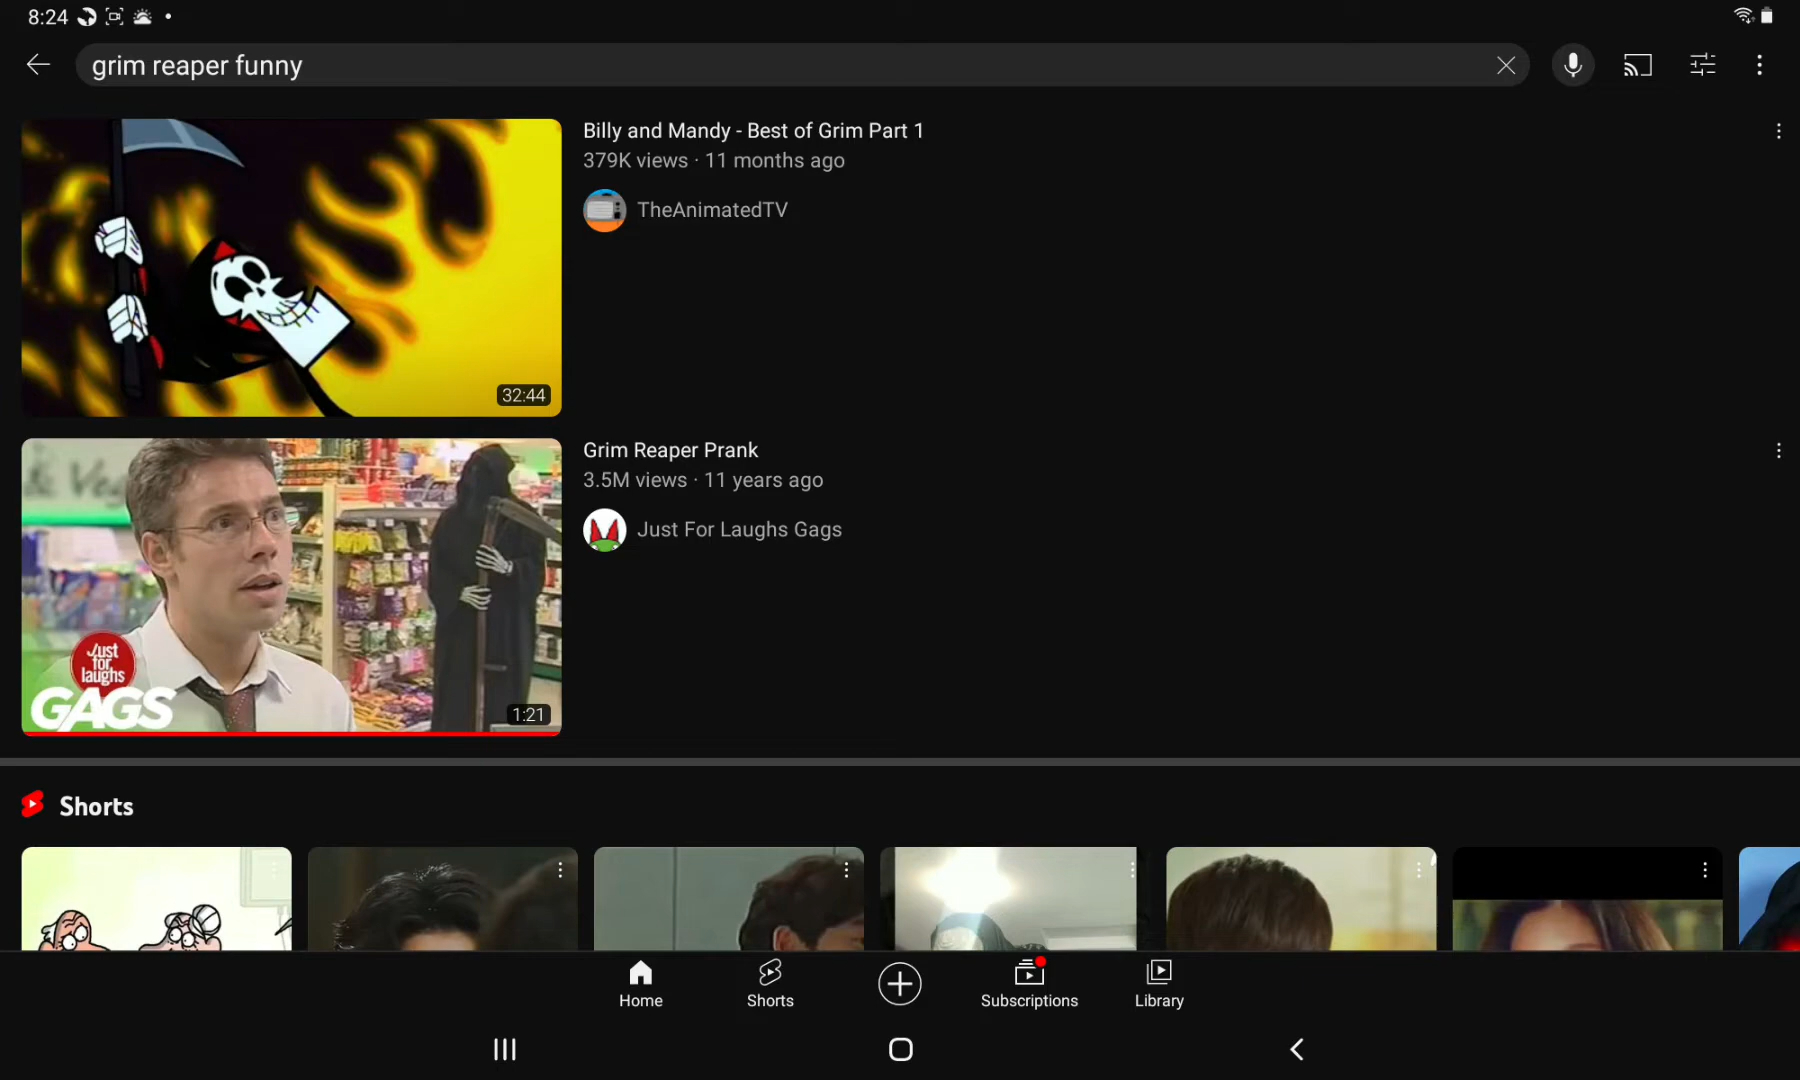 8:24
grim reaper funny
Billy and Mandy - Best of Grim Part 1
379K views · 11 months ago
TheAnimatedTV
32:44
Grim Reaper Prank
3.5M views · 11 years ago
Just For Laughs Gags
& Veg
Just
for
laughs
GAGS
1:21
Shorts
Home
Shorts
Subscriptions
Library